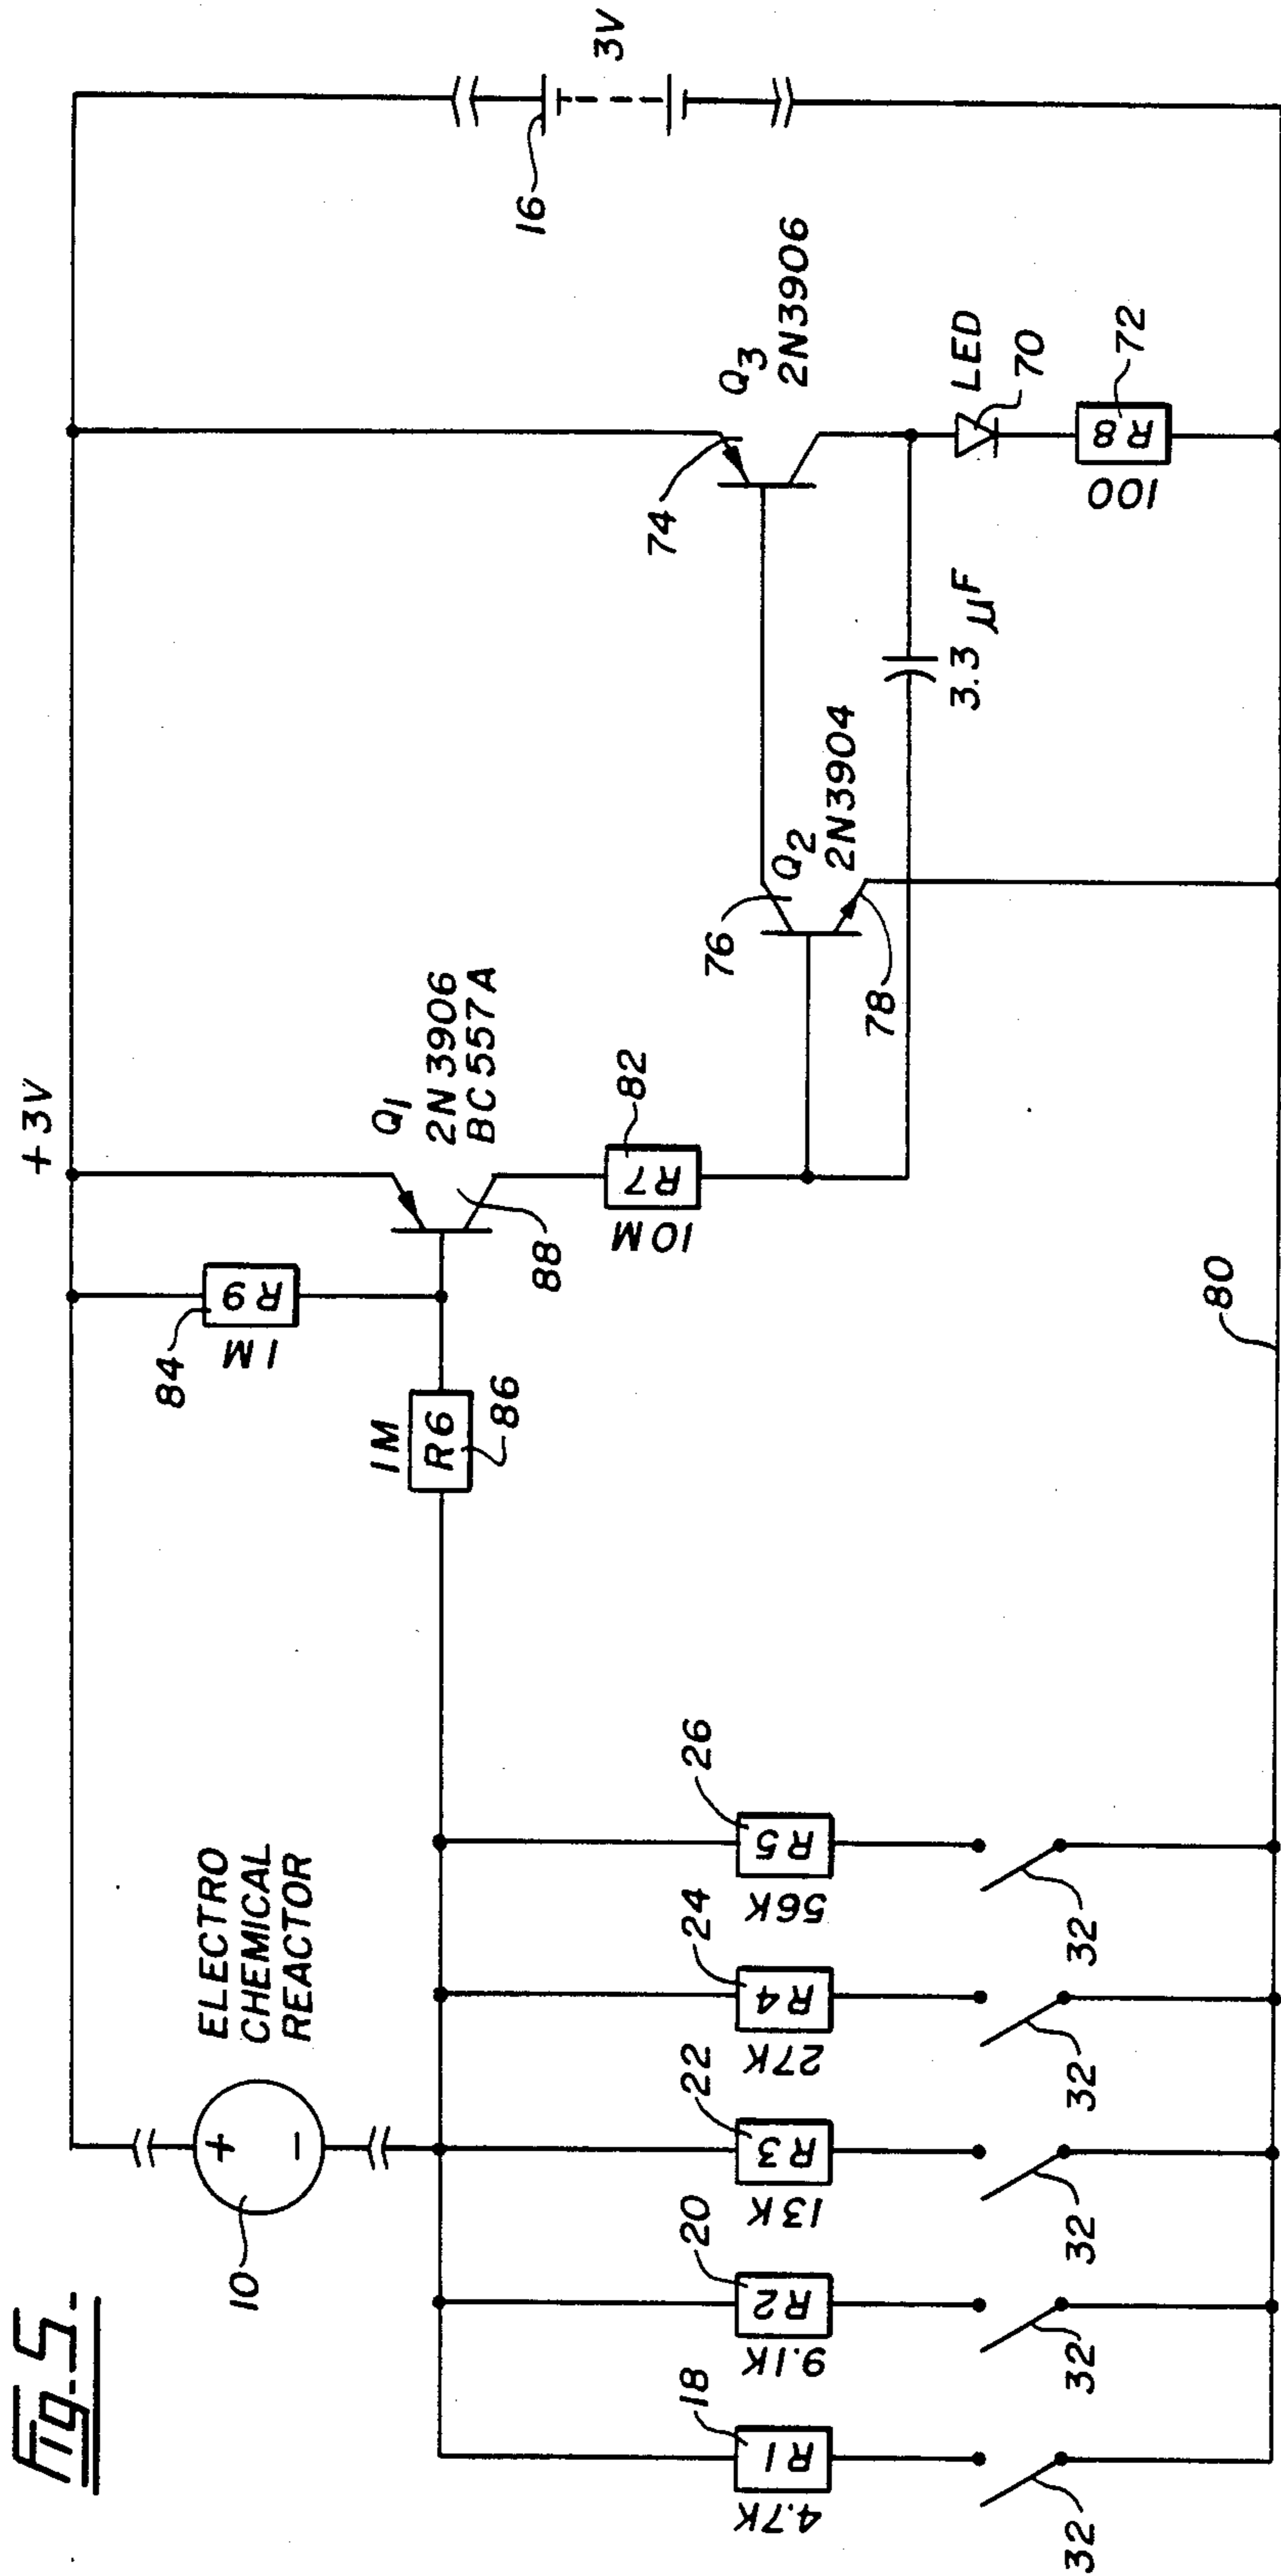 Fig. 5.
+3V
10
+
−
ELECTRO
CHEMICAL
REACTOR
84
R9
1M
1M
R6
86
Q1
2N3906
BC557A
88
82
R7
10M
76
Q2
2N3904
78
74
Q3
2N3906
3.3 µF
LED
70
72
R8
100
16
3V
18
R1
4.7K
20
R2
9.1K
22
R3
13K
24
R4
27K
26
R5
56K
32
32
32
32
32
80